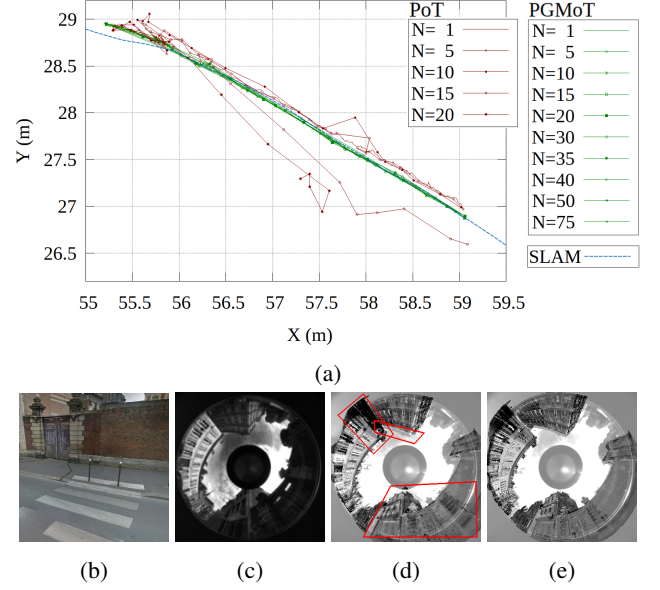 PoT
N= 1
N= 5
N=10
N=15
N=20
PGMoT
N= 1
N= 5
N=10
N=15
N=20
N=30
N=35
N=40
N=50
N=75
SLAM
Y (m)
29
28.5
28
27.5
27
26.5
55 55.5 56 56.5 57 57.5 58 58.5 59 59.5
X (m)
(a)
(b) (c) (d) (e)